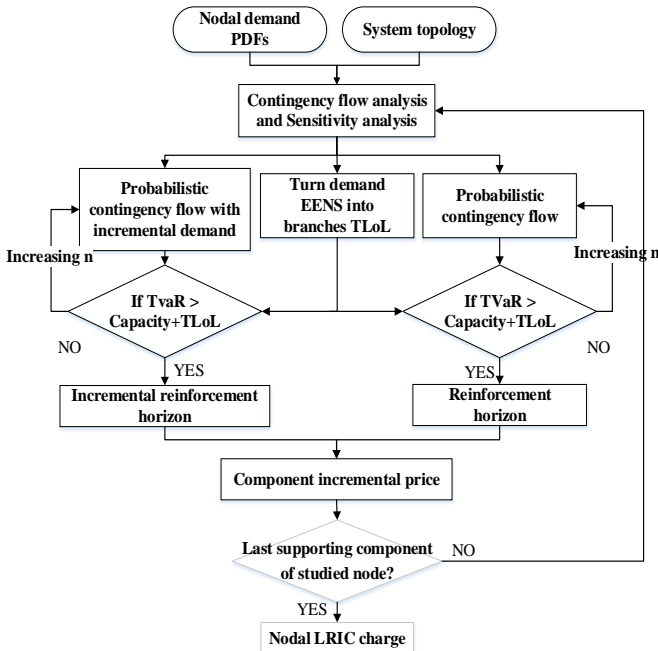 Nodal demand
PDFs
System topology
Contingency flow analysis
and Sensitivity analysis
Probabilistic
contingency flow with
incremental demand
Turn demand
EENS into
branches TLoL
Probabilistic
contingency flow
Increasing n
Increasing n
If TvaR >
Capacity+TLoL
If TVaR >
Capacity+TLoL
NO
YES
YES
NO
Incremental reinforcement
horizon
Reinforcement
horizon
Component incremental price
Last supporting component
of studied node?
NO
YES
Nodal LRIC charge